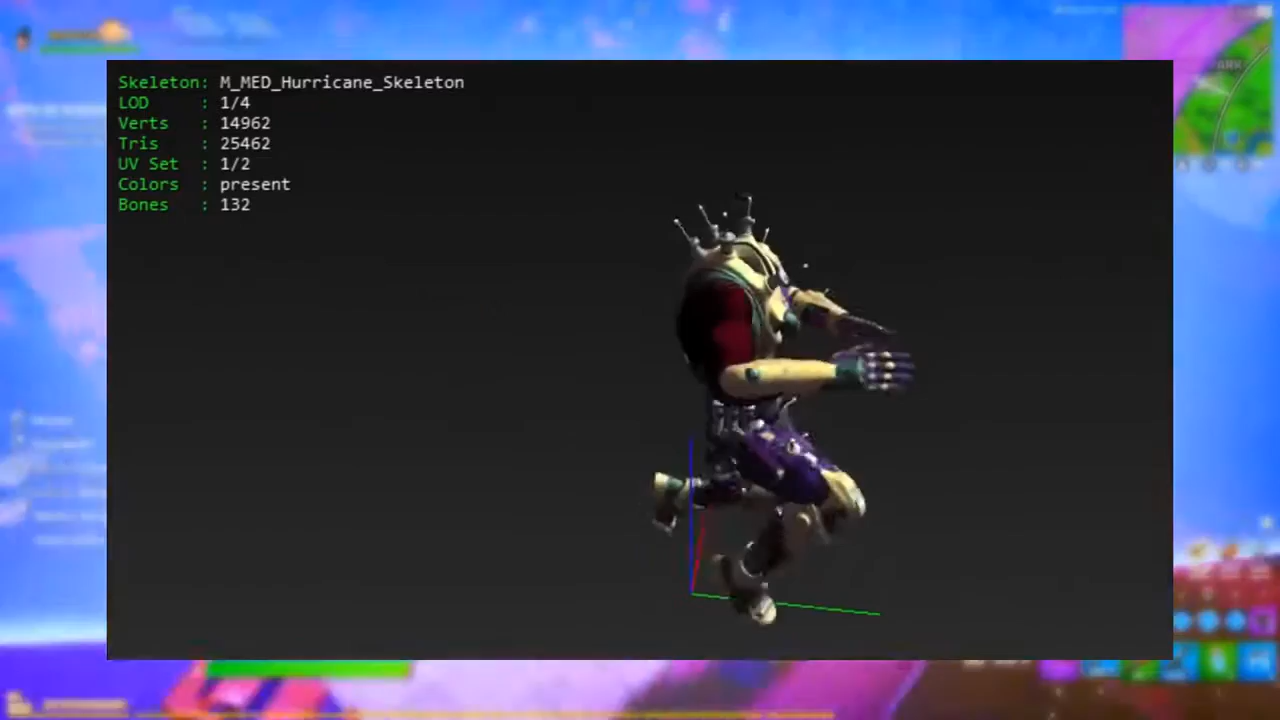 Skeleton: M_MED_Hurricane_Skeleton
LOD : 1/4
Verts : 14962
Tris : 25462
UV Set : 1/2
Colors : present
Bones : 132